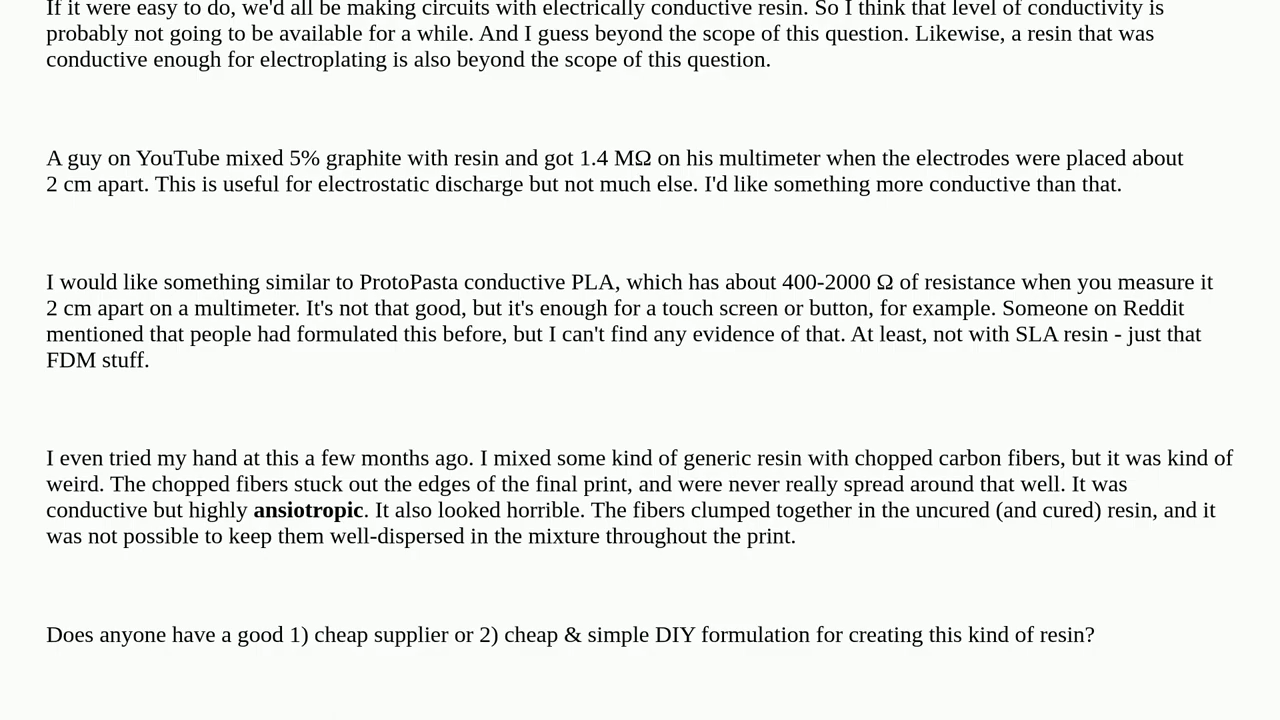 If it were easy to do, we'd all be making circuits with electrically conductive resin. So I think that level of conductivity is
probably not going to be available for a while. And I guess beyond the scope of this question. Likewise, a resin that was
conductive enough for electroplating is also beyond the scope of this question.
A guy on YouTube mixed 5% graphite with resin and got 1.4 MΩ on his multimeter when the electrodes were placed about
2 cm apart. This is useful for electrostatic discharge but not much else. I'd like something more conductive than that.
I would like something similar to ProtoPasta conductive PLA, which has about 400-2000 Ω of resistance when you measure it
2 cm apart on a multimeter. It's not that good, but it's enough for a touch screen or button, for example. Someone on Reddit
mentioned that people had formulated this before, but I can't find any evidence of that. At least, not with SLA resin - just that
FDM stuff.
I even tried my hand at this a few months ago. I mixed some kind of generic resin with chopped carbon fibers, but it was kind of
weird. The chopped fibers stuck out the edges of the final print, and were never really spread around that well. It was
conductive but highly ansiotropic. It also looked horrible. The fibers clumped together in the uncured (and cured) resin, and it
was not possible to keep them well-dispersed in the mixture throughout the print.
Does anyone have a good 1) cheap supplier or 2) cheap & simple DIY formulation for creating this kind of resin?